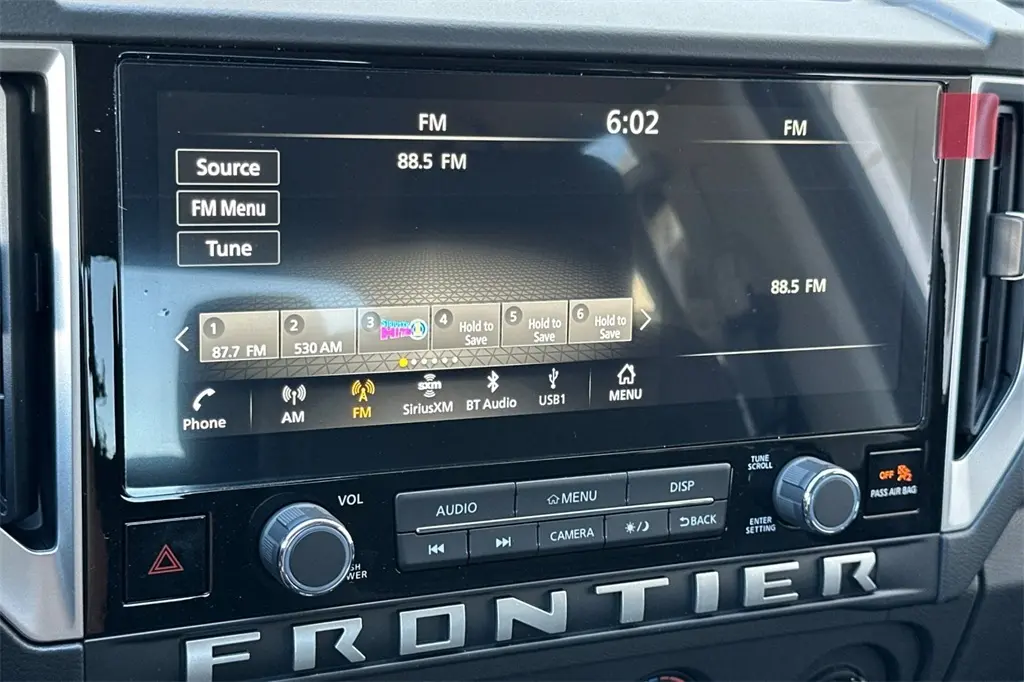 FM
6:02
FM
Source
88.5 FM
FM Menu
Tune
88.5 FM
1
87.7 FM
2
530 AM
3
4
Hold to
Save
5
Hold to
Save
6
Hold to
Save
Phone
AM
FM
sxm
SiriusXM
BT Audio
USB1
MENU
VOL
AUDIO
MENU
DISP
TUNE
SCROLL
OFF
PASS AIR BAG
CAMERA
BACK
ENTER
SETTING
FRONTIER